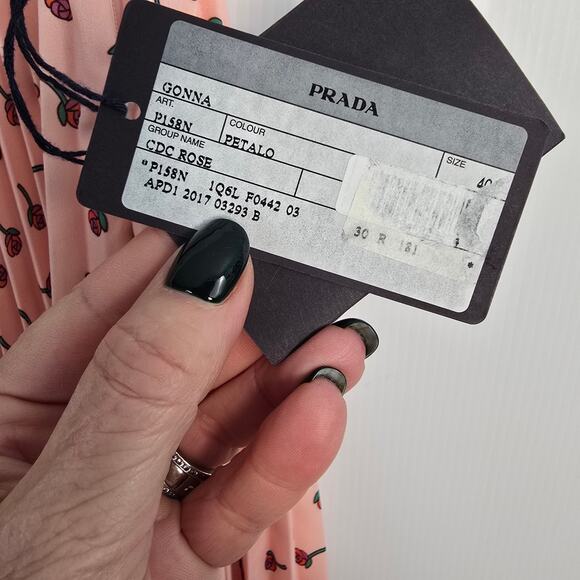 PRADA
GONNA
ART.
P158N
COLOUR
PETALO
SIZE
40
GROUP NAME
CDC ROSE
*P158N 1Q6L F0442 03
APD1 2017 03293 B
30 R 181 *